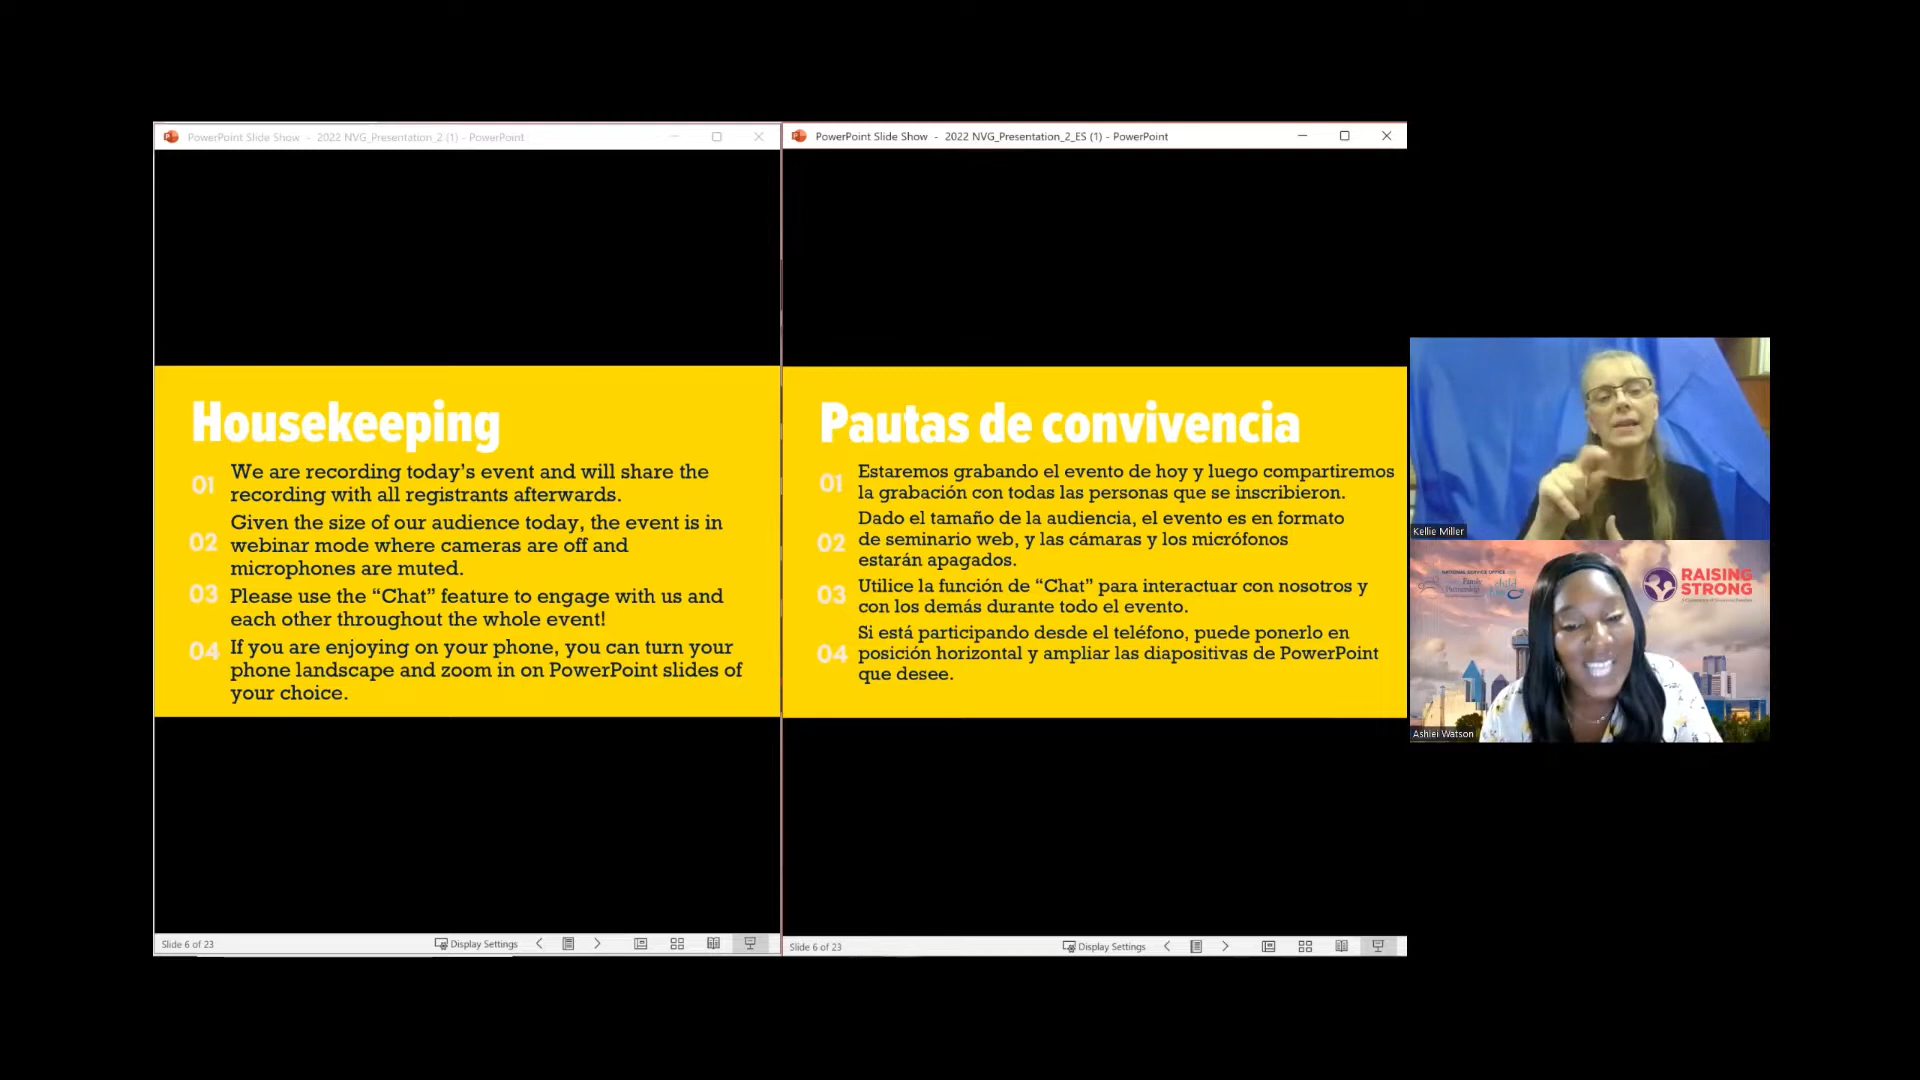 PowerPoint Slide Show - 2022 NVG_Presentation_2 (1) - PowerPoint
Housekeeping
01 We are recording today's event and will share the
recording with all registrants afterwards.
02 Given the size of our audience today, the event is in
webinar mode where cameras are off and
microphones are muted.
03 Please use the “Chat” feature to engage with us and
each other throughout the whole event!
04 If you are enjoying on your phone, you can turn your
phone landscape and zoom in on PowerPoint slides of
your choice.
Slide 6 of 23
Display Settings
PowerPoint Slide Show - 2022 NVG_Presentation_2_ES (1) - PowerPoint
Pautas de convivencia
01 Estaremos grabando el evento de hoy y luego compartiremos
la grabación con todas las personas que se inscribieron.
02 Dado el tamaño de la audiencia, el evento es en formato
de seminario web, y las cámaras y los micrófonos
estarán apagados.
03 Utilice la función de “Chat” para interactuar con nosotros y
con los demás durante todo el evento.
04 Si está participando desde el teléfono, puede ponerlo en
posición horizontal y ampliar las diapositivas de PowerPoint
que desee.
Slide 6 of 23
Display Settings
Kellie Miller
NATIONAL SERVICE OFFICE
Family
Partnership
child
RAISING
STRONG
Ashlei Watson